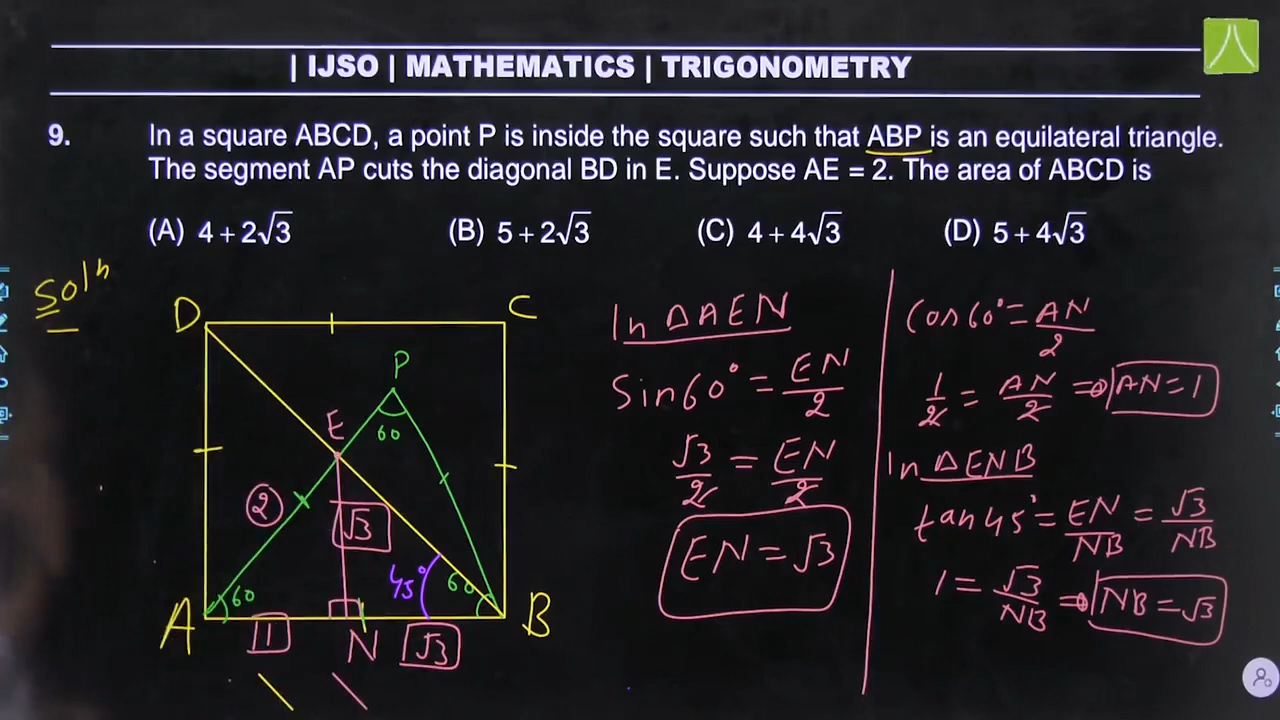 | IJSO | MATHEMATICS | TRIGONOMETRY
9. In a square ABCD, a point P is inside the square such that ABP is an equilateral triangle.
The segment AP cuts the diagonal BD in E. Suppose AE = 2. The area of ABCD is
(A) 4 + 2√3 (B) 5 + 2√3 (C) 4 + 4√3 (D) 5 + 4√3
Solⁿ
D C
P
60
E
2
√3
60 45° 60
A B
1 N √3
In ΔAEN
Sin60° = EN/2
√3/2 = EN/2
EN = √3
Cos60° = AN/2
1/2 = AN/2 ⇒ AN = 1
In ΔENB
tan45° = EN/NB = √3/NB
1 = √3/NB ⇒ NB = √3